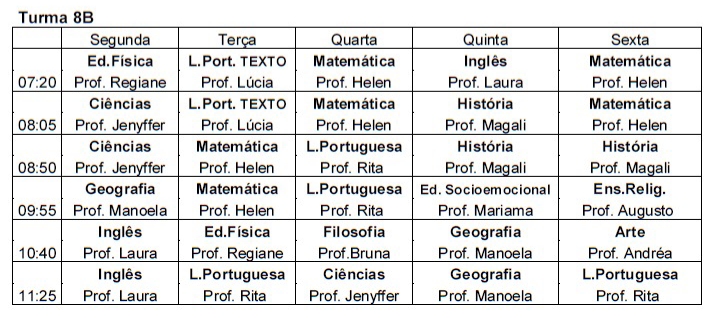 Turma 8B
Segunda Terça Quarta Quinta Sexta
Ed.Física L.Port. TEXTO Matemática Inglês Matemática
07:20 Prof. Regiane Prof. Lúcia Prof. Helen Prof. Laura Prof. Helen
Ciências L.Port. TEXTO Matemática História Matemática
08:05 Prof. Jenyffer Prof. Lúcia Prof. Helen Prof. Magali Prof. Helen
Ciências Matemática L.Portuguesa História História
08:50 Prof. Jenyffer Prof. Helen Prof. Rita Prof. Magali Prof. Magali
Geografia Matemática L.Portuguesa Ed. Socioemocional Ens.Relig.
09:55 Prof. Manoela Prof. Helen Prof. Rita Prof. Mariama Prof. Augusto
Inglês Ed.Física Filosofia Geografia Arte
10:40 Prof. Laura Prof. Regiane Prof.Bruna Prof. Manoela Prof. Andréa
Inglês L.Portuguesa Ciências Geografia L.Portuguesa
11:25 Prof. Laura Prof. Rita Prof. Jenyffer Prof. Manoela Prof. Rita